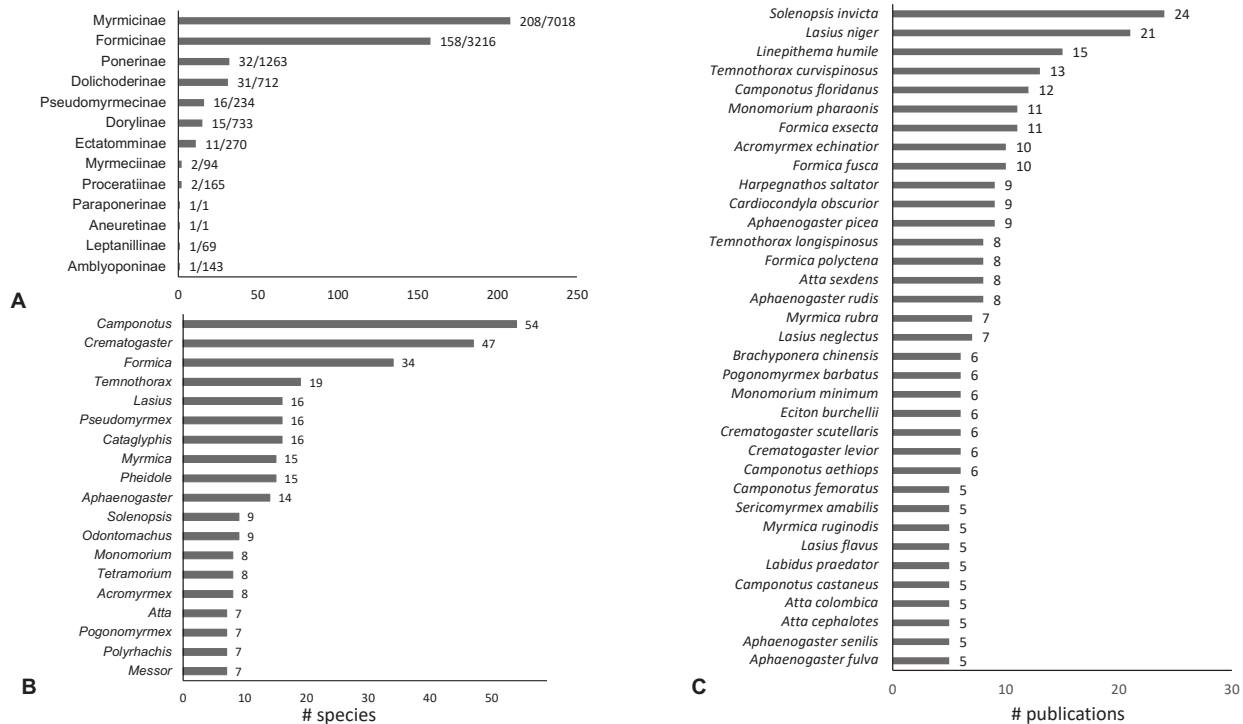 Myrmicinae 208/7018
Formicinae 158/3216
Ponerinae 32/1263
Dolichoderinae 31/712
Pseudomyrmecinae 16/234
Dorylinae 15/733
Ectatomminae 11/270
Myrmeciinae 2/94
Proceratiinae 2/165
Paraponerinae 1/1
Aneuretinae 1/1
Leptanillinae 1/69
Amblyoponinae 1/143
0 50 100 150 200 250
A
Camponotus 54
Crematogaster 47
Formica 34
Temnothorax 19
Lasius 16
Pseudomyrmex 16
Cataglyphis 16
Myrmica 15
Pheidole 15
Aphaenogaster 14
Solenopsis 9
Odontomachus 9
Monomorium 8
Tetramorium 8
Acromyrmex 8
Atta 7
Pogonomyrmex 7
Polyrhachis 7
Messor 7
0 10 20 30 40 50
B
# species
Solenopsis invicta 24
Lasius niger 21
Linepithema humile 15
Temnothorax curvispinosus 13
Camponotus floridanus 12
Monomorium pharaonis 11
Formica exsecta 11
Acromyrmex echinatior 10
Formica fusca 10
Harpegnathos saltator 9
Cardiocondyla obscurior 9
Aphaenogaster picea 9
Temnothorax longispinosus 8
Formica polyctena 8
Atta sexdens 8
Aphaenogaster rudis 8
Myrmica rubra 7
Lasius neglectus 7
Brachyponera chinensis 6
Pogonomyrmex barbatus 6
Monomorium minimum 6
Eciton burchellii 6
Crematogaster scutellaris 6
Crematogaster levior 6
Camponotus aethiops 6
Camponotus femoratus 5
Sericomyrmex amabilis 5
Myrmica ruginodis 5
Lasius flavus 5
Labidus praedator 5
Camponotus castaneus 5
Atta colombica 5
Atta cephalotes 5
Aphaenogaster senilis 5
Aphaenogaster fulva 5
0 10 20 30
C
# publications